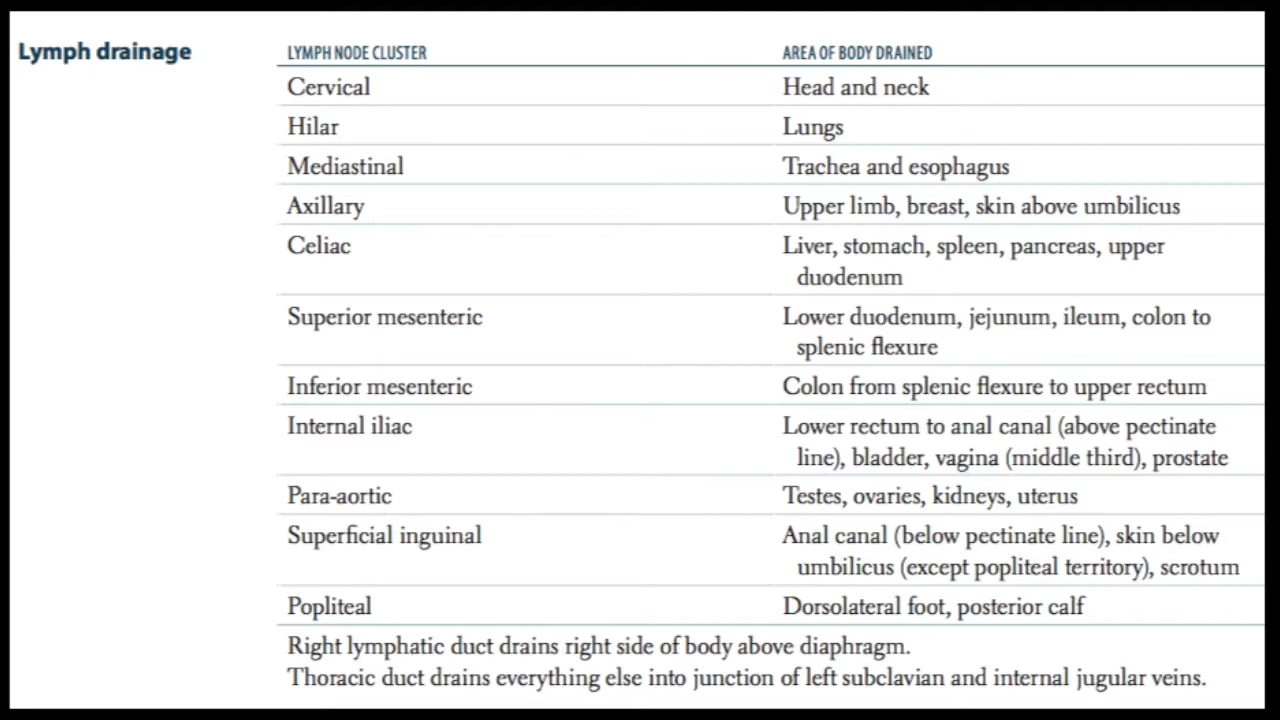 Lymph drainage
LYMPH NODE CLUSTER AREA OF BODY DRAINED
Cervical Head and neck
Hilar Lungs
Mediastinal Trachea and esophagus
Axillary Upper limb, breast, skin above umbilicus
Celiac Liver, stomach, spleen, pancreas, upper
duodenum
Superior mesenteric Lower duodenum, jejunum, ileum, colon to
splenic flexure
Inferior mesenteric Colon from splenic flexure to upper rectum
Internal iliac Lower rectum to anal canal (above pectinate
line), bladder, vagina (middle third), prostate
Para-aortic Testes, ovaries, kidneys, uterus
Superficial inguinal Anal canal (below pectinate line), skin below
umbilicus (except popliteal territory), scrotum
Popliteal Dorsolateral foot, posterior calf
Right lymphatic duct drains right side of body above diaphragm.
Thoracic duct drains everything else into junction of left subclavian and internal jugular veins.